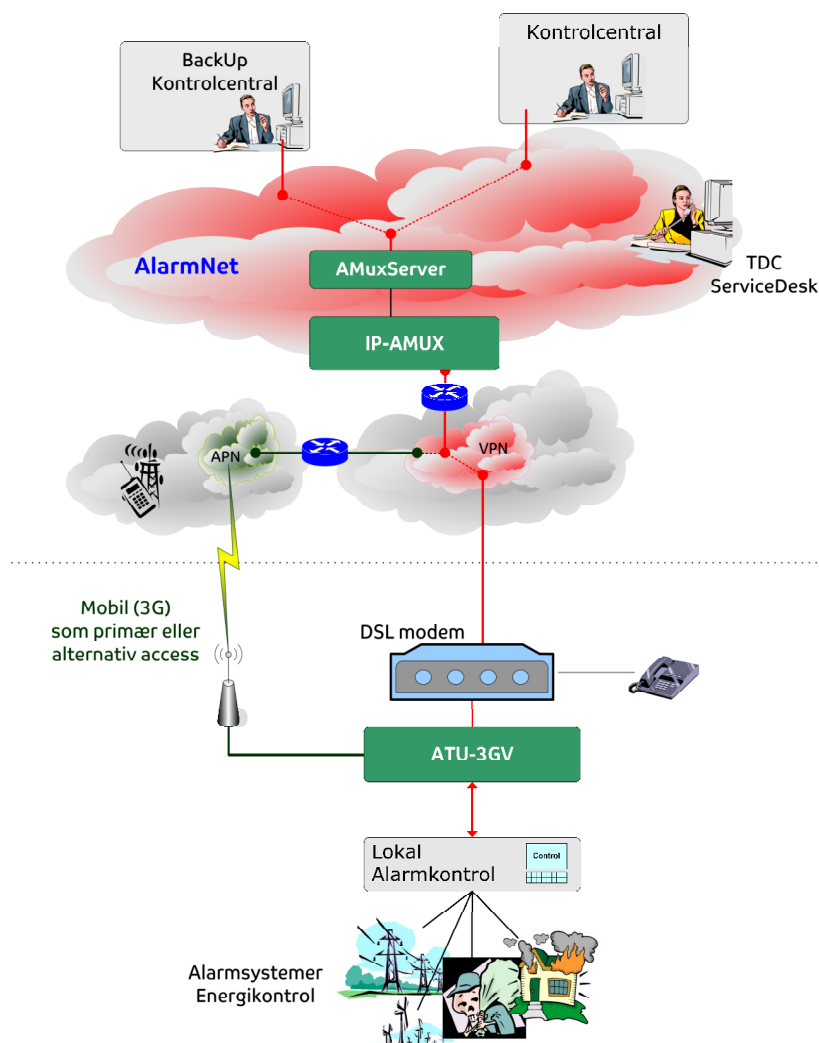 BackUp
Kontrolcentral
Kontrolcentral
AlarmNet
AMuxServer
TDC
ServiceDesk
IP-AMUX
APN
VPN
Mobil (3G)
som primær eller
alternativ access
DSL modem
ATU-3GV
Lokal
Alarmkontrol
Control
Alarmsystemer
Energikontrol